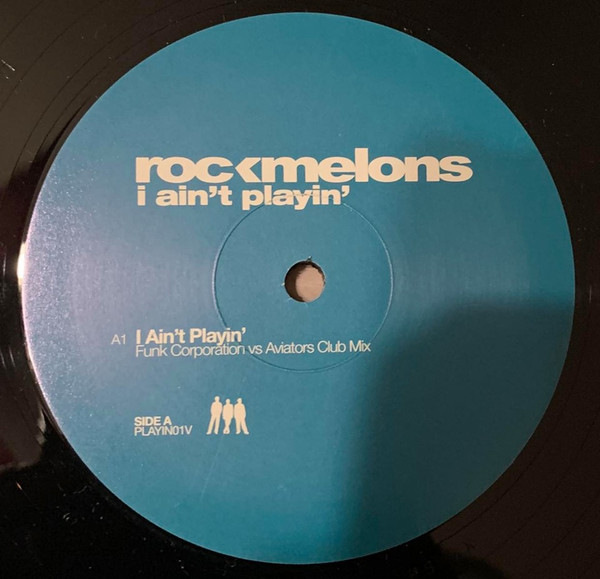 rockmelons
i ain't playin'
A1 I Ain't Playin'
Funk Corporation vs Aviators Club Mix
SIDE A
PLAYIN01V